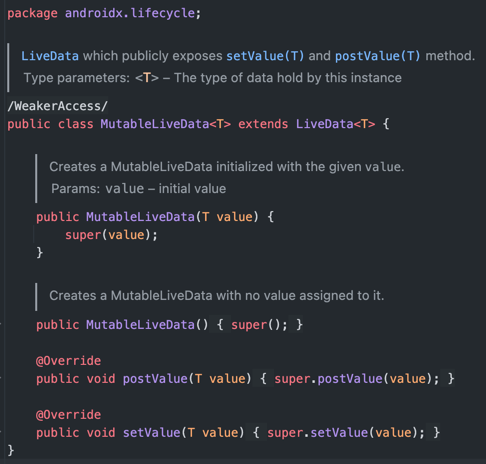 package androidx.lifecycle;
LiveData which publicly exposes setValue(T) and postValue(T) method.
Type parameters: <T> – The type of data hold by this instance
/WeakerAccess/
public class MutableLiveData<T> extends LiveData<T> {
Creates a MutableLiveData initialized with the given value.
Params: value – initial value
public MutableLiveData(T value) {
super(value);
}
Creates a MutableLiveData with no value assigned to it.
public MutableLiveData() { super(); }
@Override
public void postValue(T value) { super.postValue(value); }
@Override
public void setValue(T value) { super.setValue(value); }
}